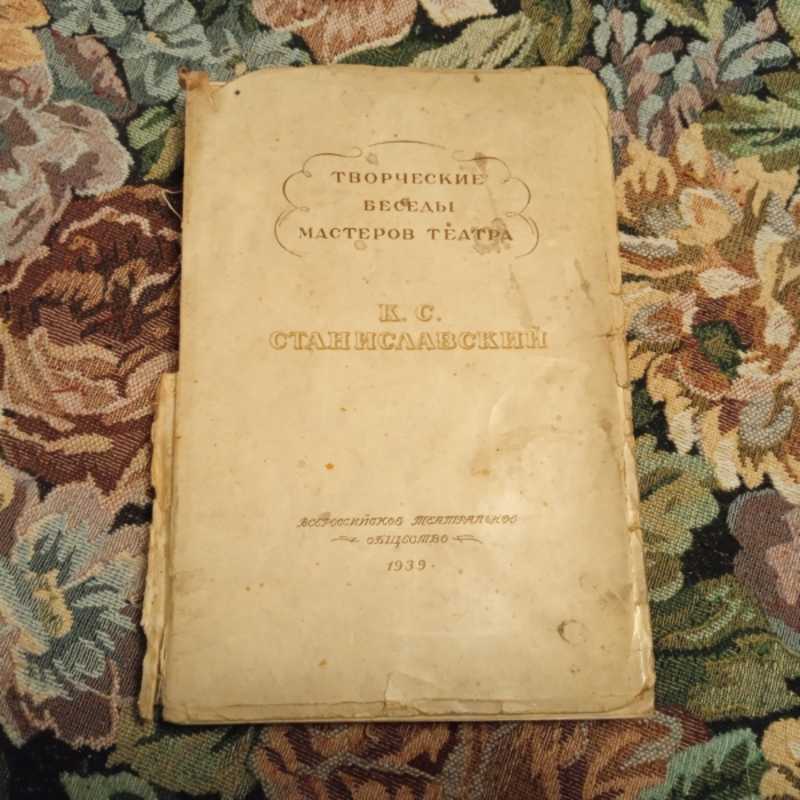 ТВОРЧЕСКИЕ
БЕСЕДЫ
МАСТЕРОВ ТЕАТРА
К. С.
СТАНИСЛАВСКИЙ
ВСЕРОССИЙСКОЕ ТЕАТРАЛЬНОЕ
ОБЩЕСТВО
1939